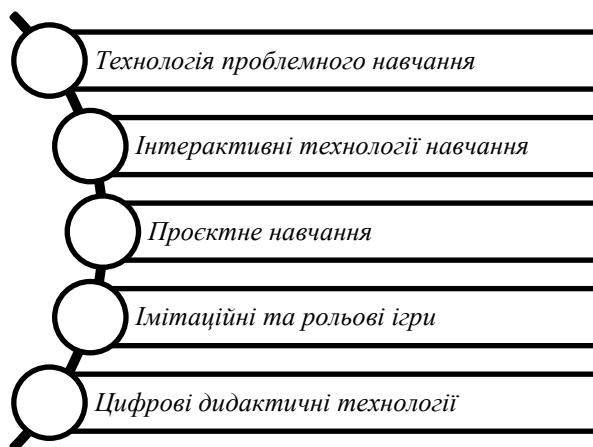 Технологія проблемного навчання
Інтерактивні технології навчання
Проєктне навчання
Імітаційні та рольові ігри
Цифрові дидактичні технології